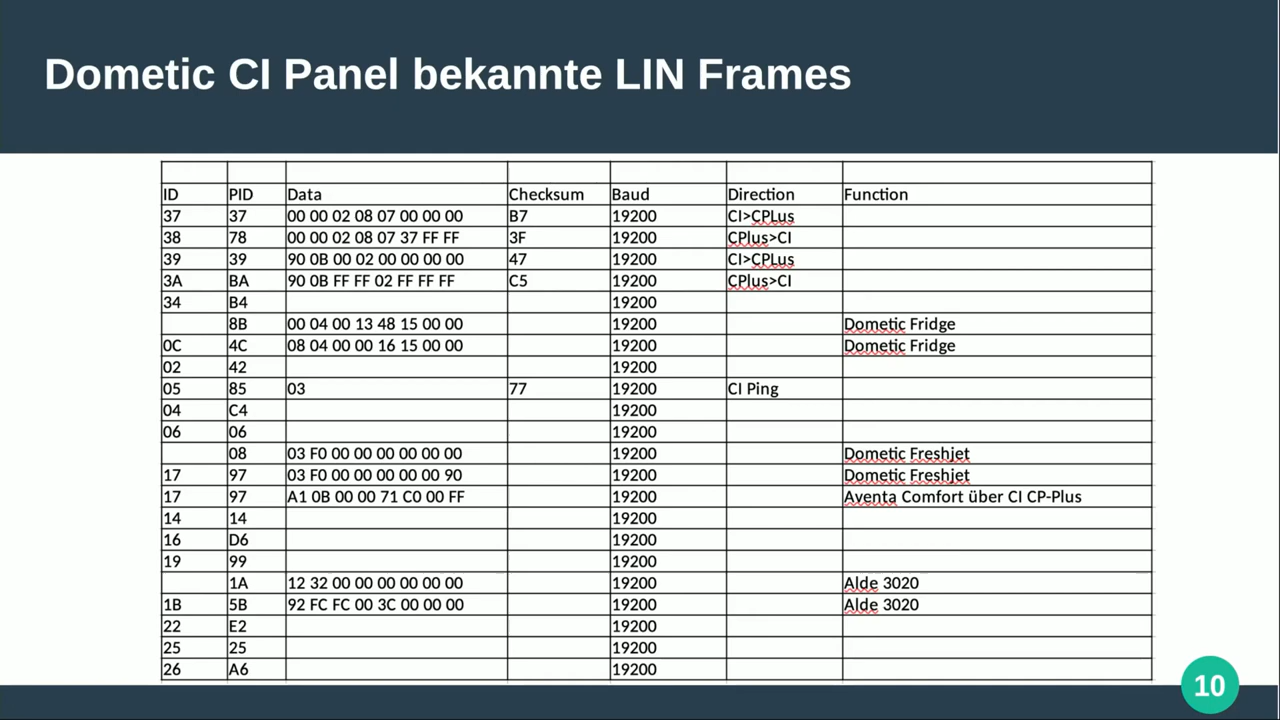 Dometic CI Panel bekannte LIN Frames
ID PID Data Checksum Baud Direction Function
37 37 00 00 02 08 07 00 00 00 B7 19200 CI>CPLus
38 78 00 00 02 08 07 37 FF FF 3F 19200 CPlus>CI
39 39 90 0B 00 02 00 00 00 00 47 19200 CI>CPLus
3A BA 90 0B FF FF 02 FF FF FF C5 19200 CPlus>CI
34 B4 19200
8B 00 04 00 13 48 15 00 00 19200 Dometic Fridge
0C 4C 08 04 00 00 16 15 00 00 19200 Dometic Fridge
02 42 19200
05 85 03 77 19200 CI Ping
04 C4 19200
06 06 19200
08 03 F0 00 00 00 00 00 00 19200 Dometic Freshjet
17 97 03 F0 00 00 00 00 00 90 19200 Dometic Freshjet
17 97 A1 0B 00 00 71 C0 00 FF 19200 Aventa Comfort über CI CP-Plus
14 14 19200
16 D6 19200
19 99 19200
1A 12 32 00 00 00 00 00 00 19200 Alde 3020
1B 5B 92 FC FC 00 3C 00 00 00 19200 Alde 3020
22 E2 19200
25 25 19200
26 A6 19200
10